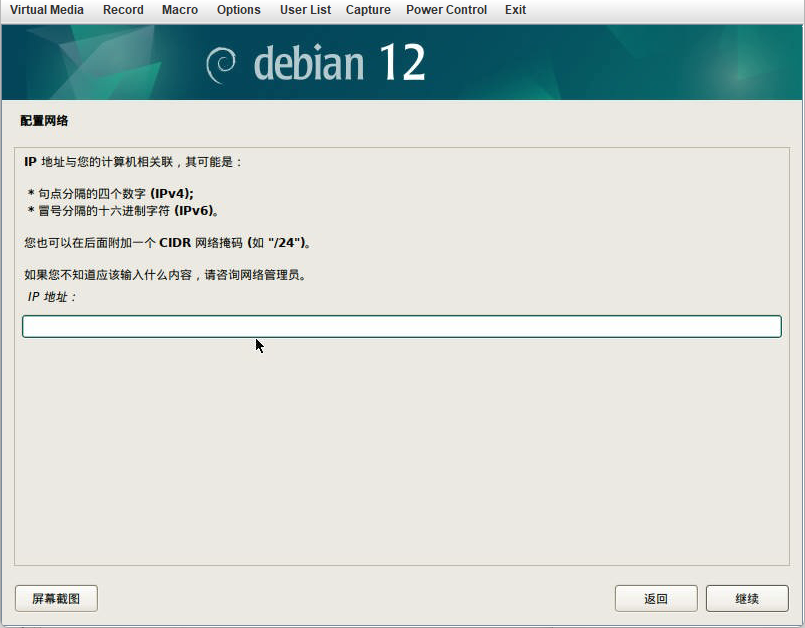 Virtual Media Record Macro Options User List Capture Power Control Exit
debian 12
配置网络
IP 地址与您的计算机相关联，其可能是：
* 句点分隔的四个数字 (IPv4);
* 冒号分隔的十六进制字符 (IPv6)。
您也可以在后面附加一个 CIDR 网络掩码 (如 "/24")。
如果您不知道应该输入什么内容，请咨询网络管理员。
IP 地址：
屏幕截图 返回 继续